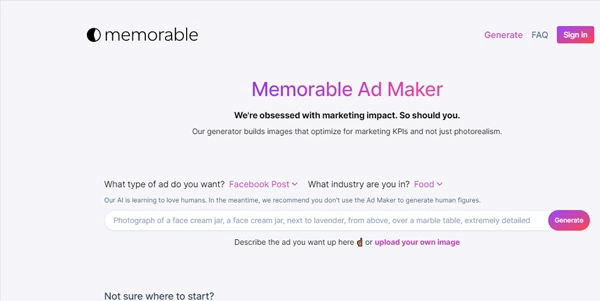 memorable
Generate FAQ Sign in
Memorable Ad Maker
We're obsessed with marketing impact. So should you.
Our generator builds images that optimize for marketing KPIs and not just photorealism.
What type of ad do you want? Facebook Post What industry are you in? Food
Our AI is learning to love humans. In the meantime, we recommend you don't use the Ad Maker to generate human figures.
Photograph of a face cream jar, a face cream jar, next to lavender, from above, over a marble table, extremely detailed Generate
Describe the ad you want up here ☝🏾 or upload your own image
Not sure where to start?